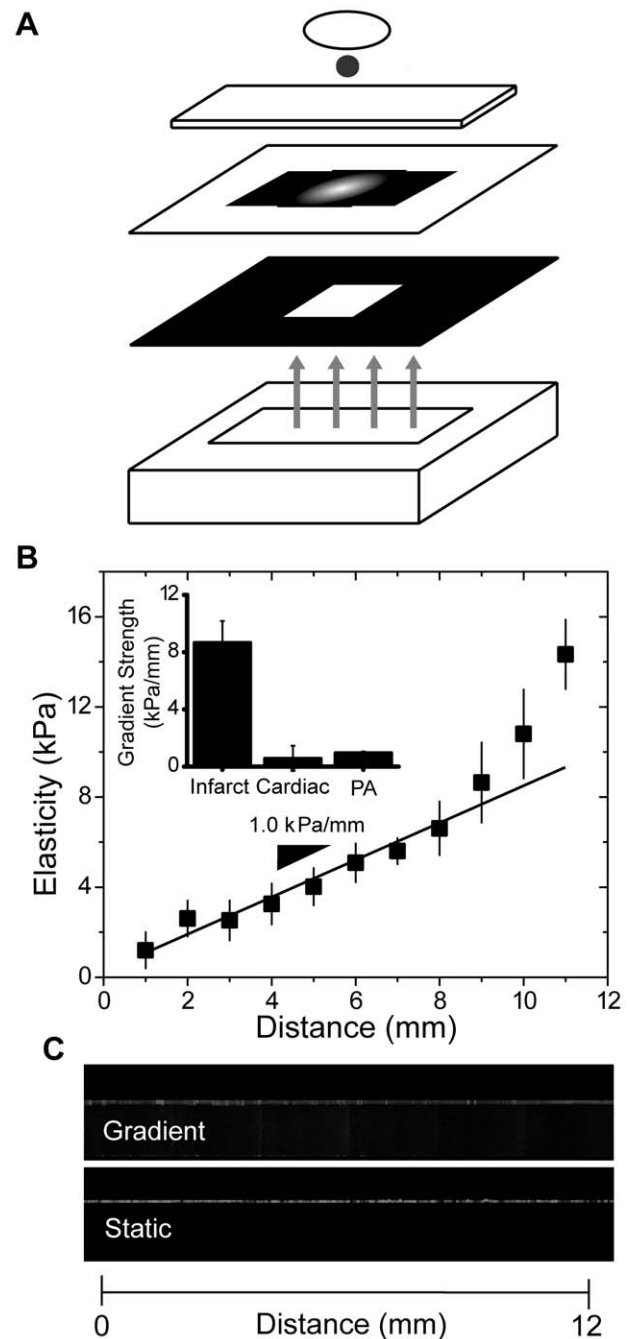 A
B
Elasticity (kPa)
16
12
8
4
0
Gradient Strength
(kPa/mm)
12
8
4
0
Infarct Cardiac PA
1.0 kPa/mm
0 2 4 6 8 10 12
Distance (mm)
C
Gradient
Static
0 12
Distance (mm)